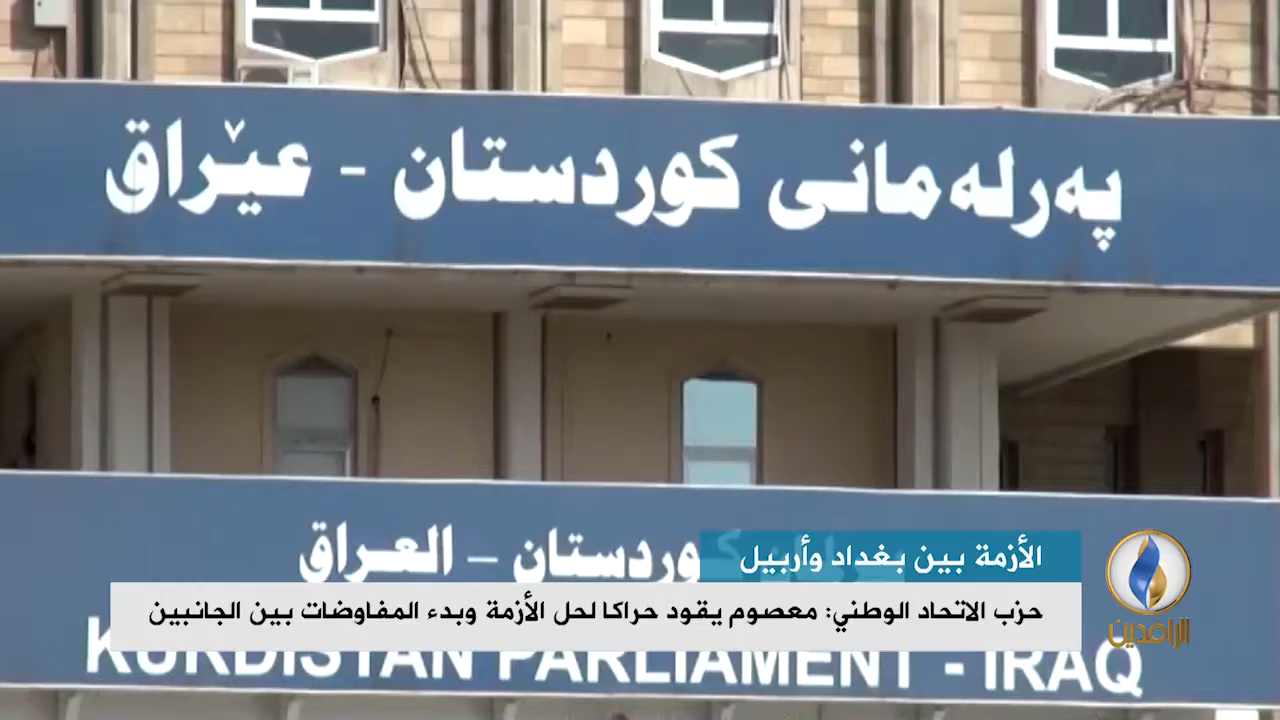 پەرلەمانی کوردستان - عێراق
كوردستان - العراق
الأزمة بين بغداد وأربيل
حزب الاتحاد الوطني: معصوم يقود حراكا لحل الأزمة وبدء المفاوضات بين الجانبين
KURDISTAN PARLIAMENT - IRAQ
الرافدين